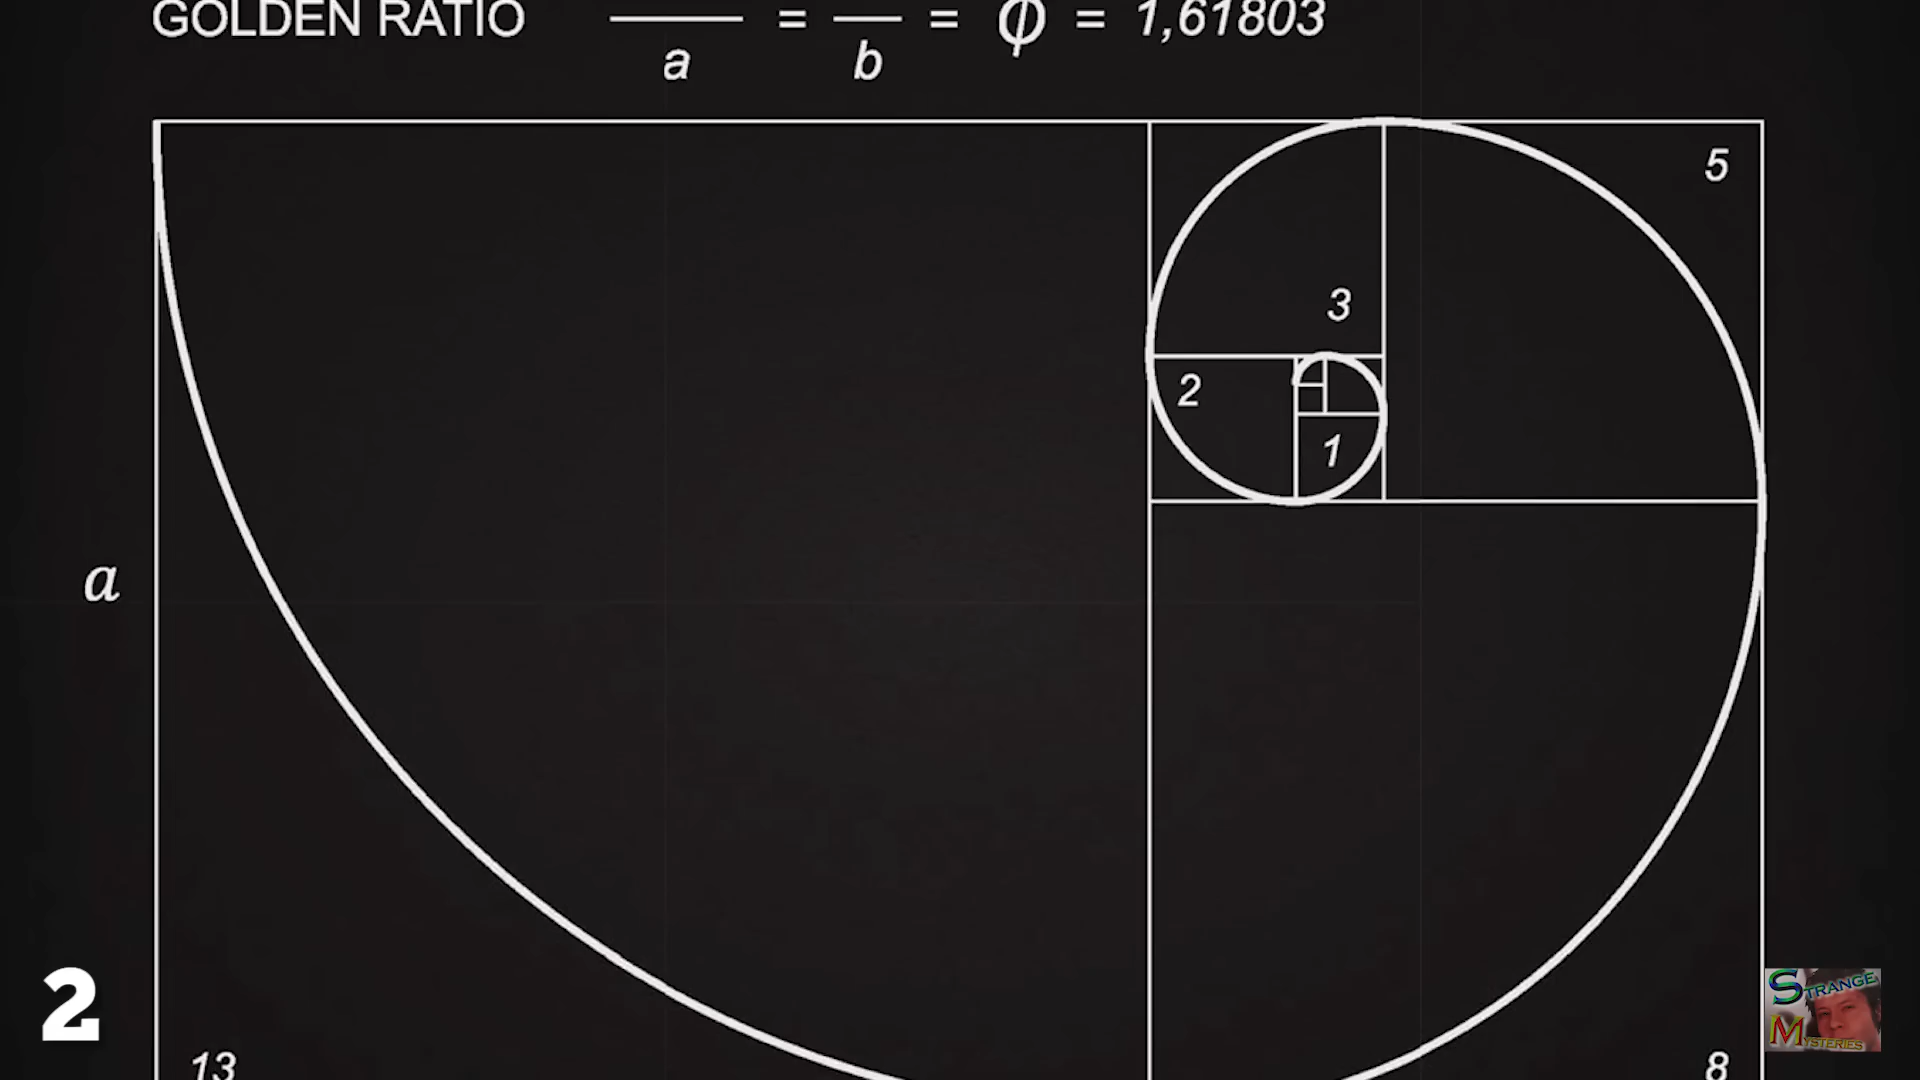 GOLDEN RATIO = = φ = 1,61803
a b
5
3
2
1
a
2
13
8
STRANGE
MYSTERIES